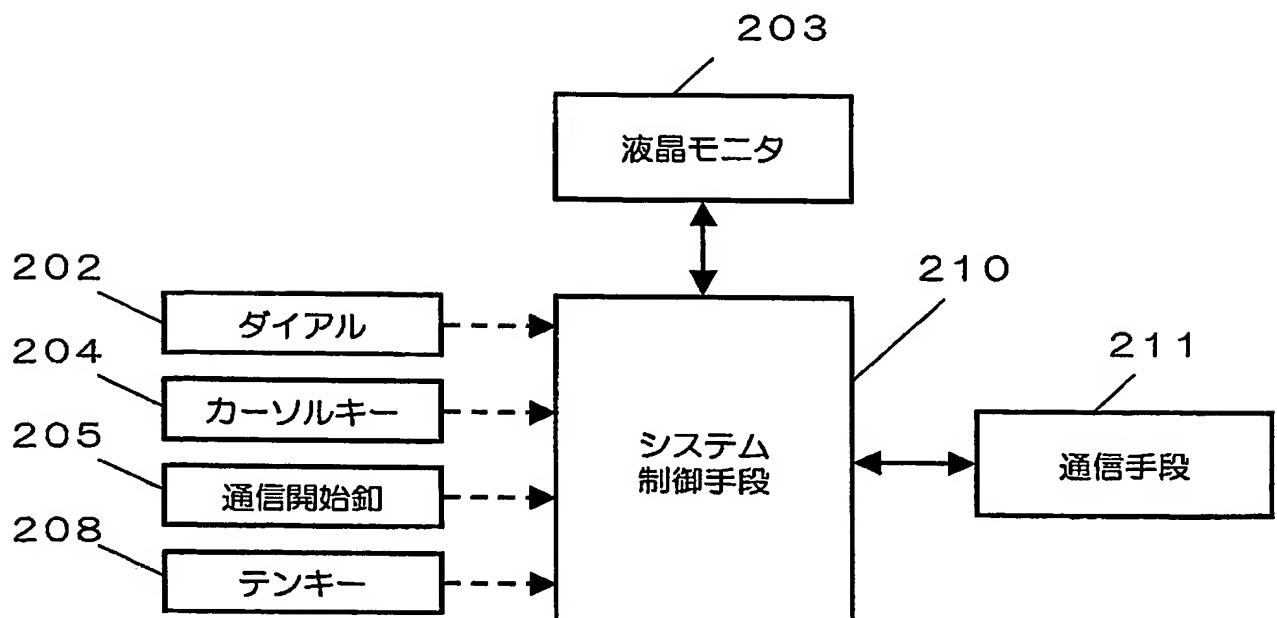 203
液晶モニタ
202
ダイアル
210
204
カーソルキー
211
205
システム
制御手段
通信手段
通信開始釦
208
テンキー